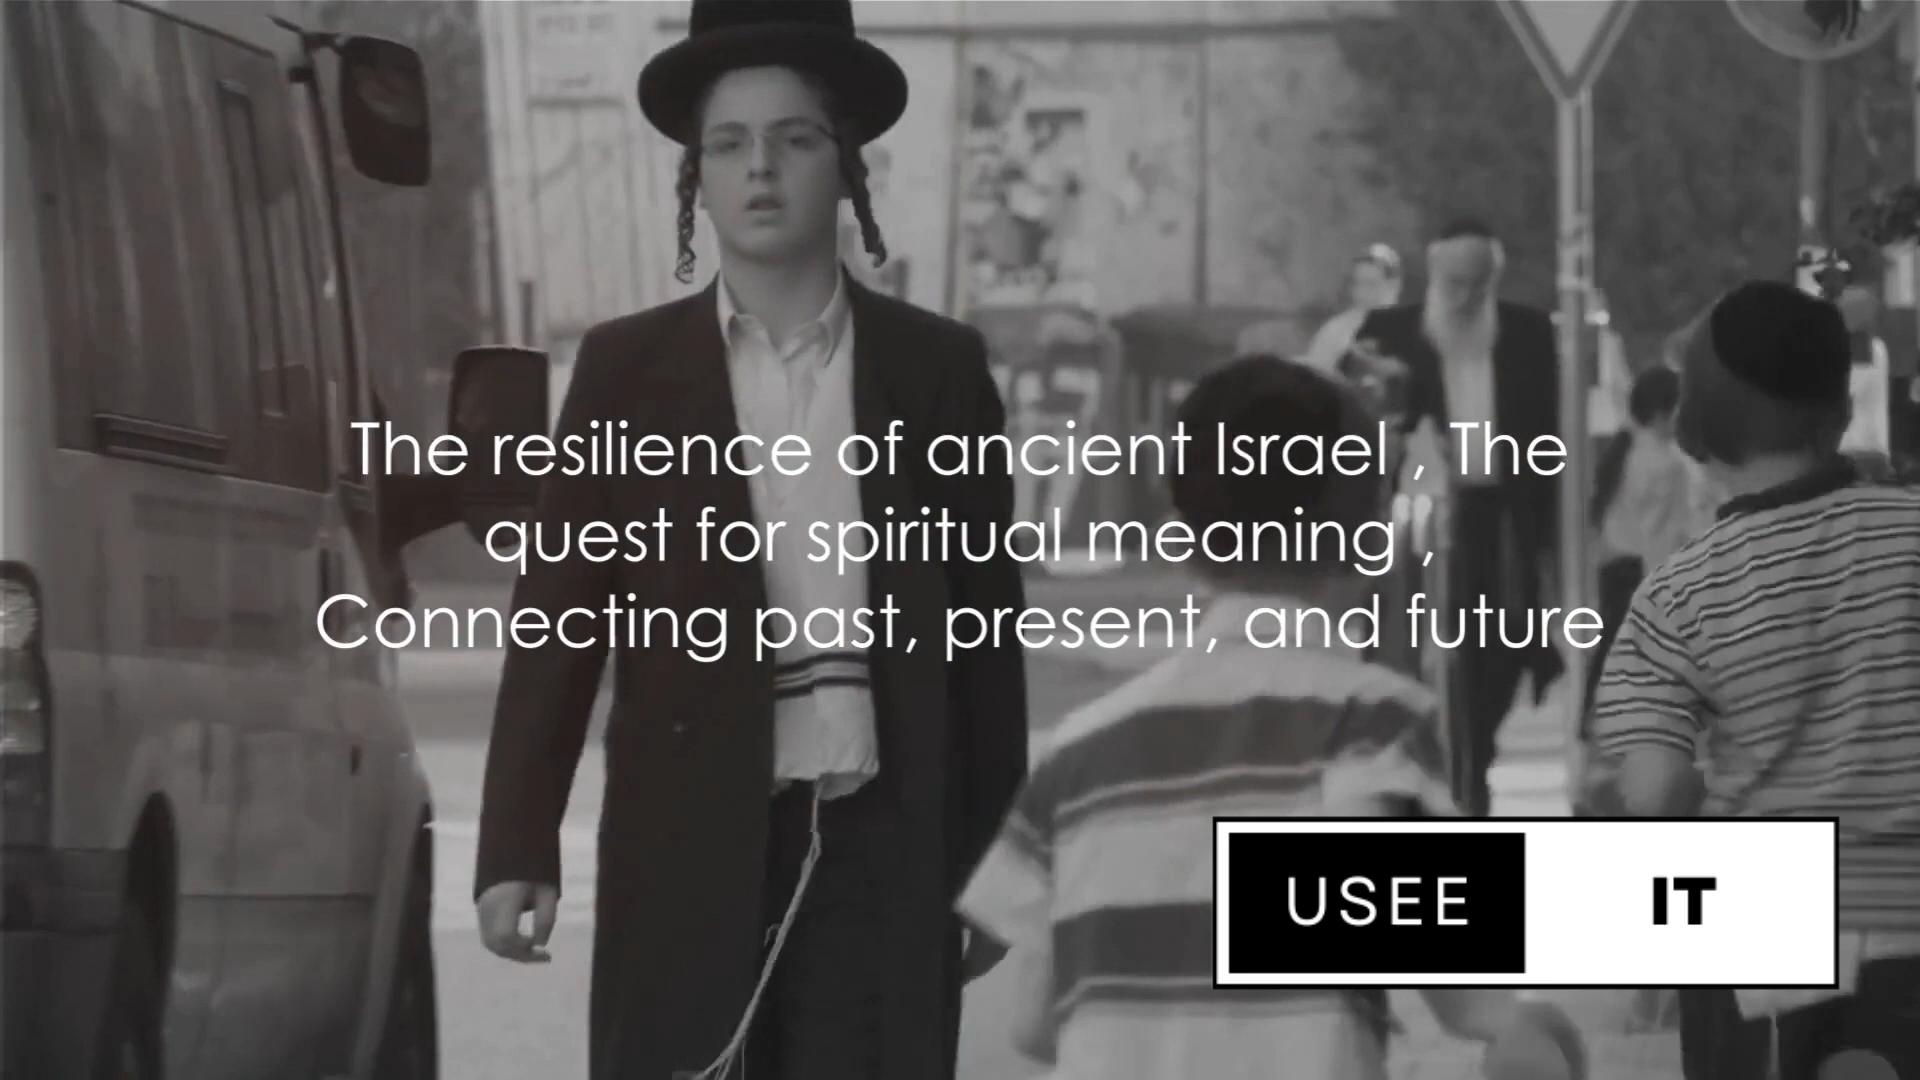 The resilience of ancient Israel , The
quest for spiritual meaning ,
Connecting past, present, and future
USEE IT